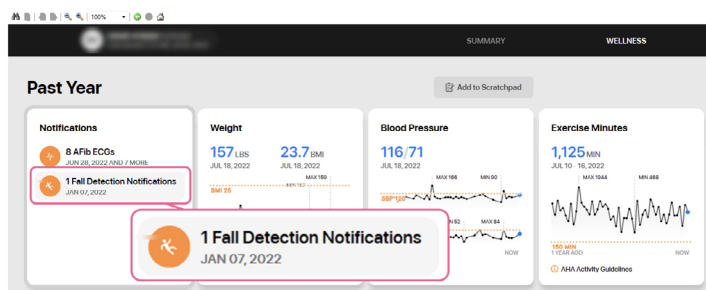 100%
SUMMARY
WELLNESS
Past Year
Add to Scratchpad
Notifications
8 AFib ECGs
JUN 28, 2022 AND 7 MORE
1 Fall Detection Notifications
JAN 07, 2022
Weight
157 LBS
23.7 BMI
JUL 18, 2022
MAX 159
BMI 25
Blood Pressure
116/71
JUL 18, 2022
MAX 166
MIN 90
SBP 120
MAX 84
NOW
Exercise Minutes
1,125 MIN
JUL 10 - 16, 2022
MAX 1044
MIN 468
150 MIN
1 YEAR AGO
NOW
AHA Activity Guidelines
1 Fall Detection Notifications
JAN 07, 2022